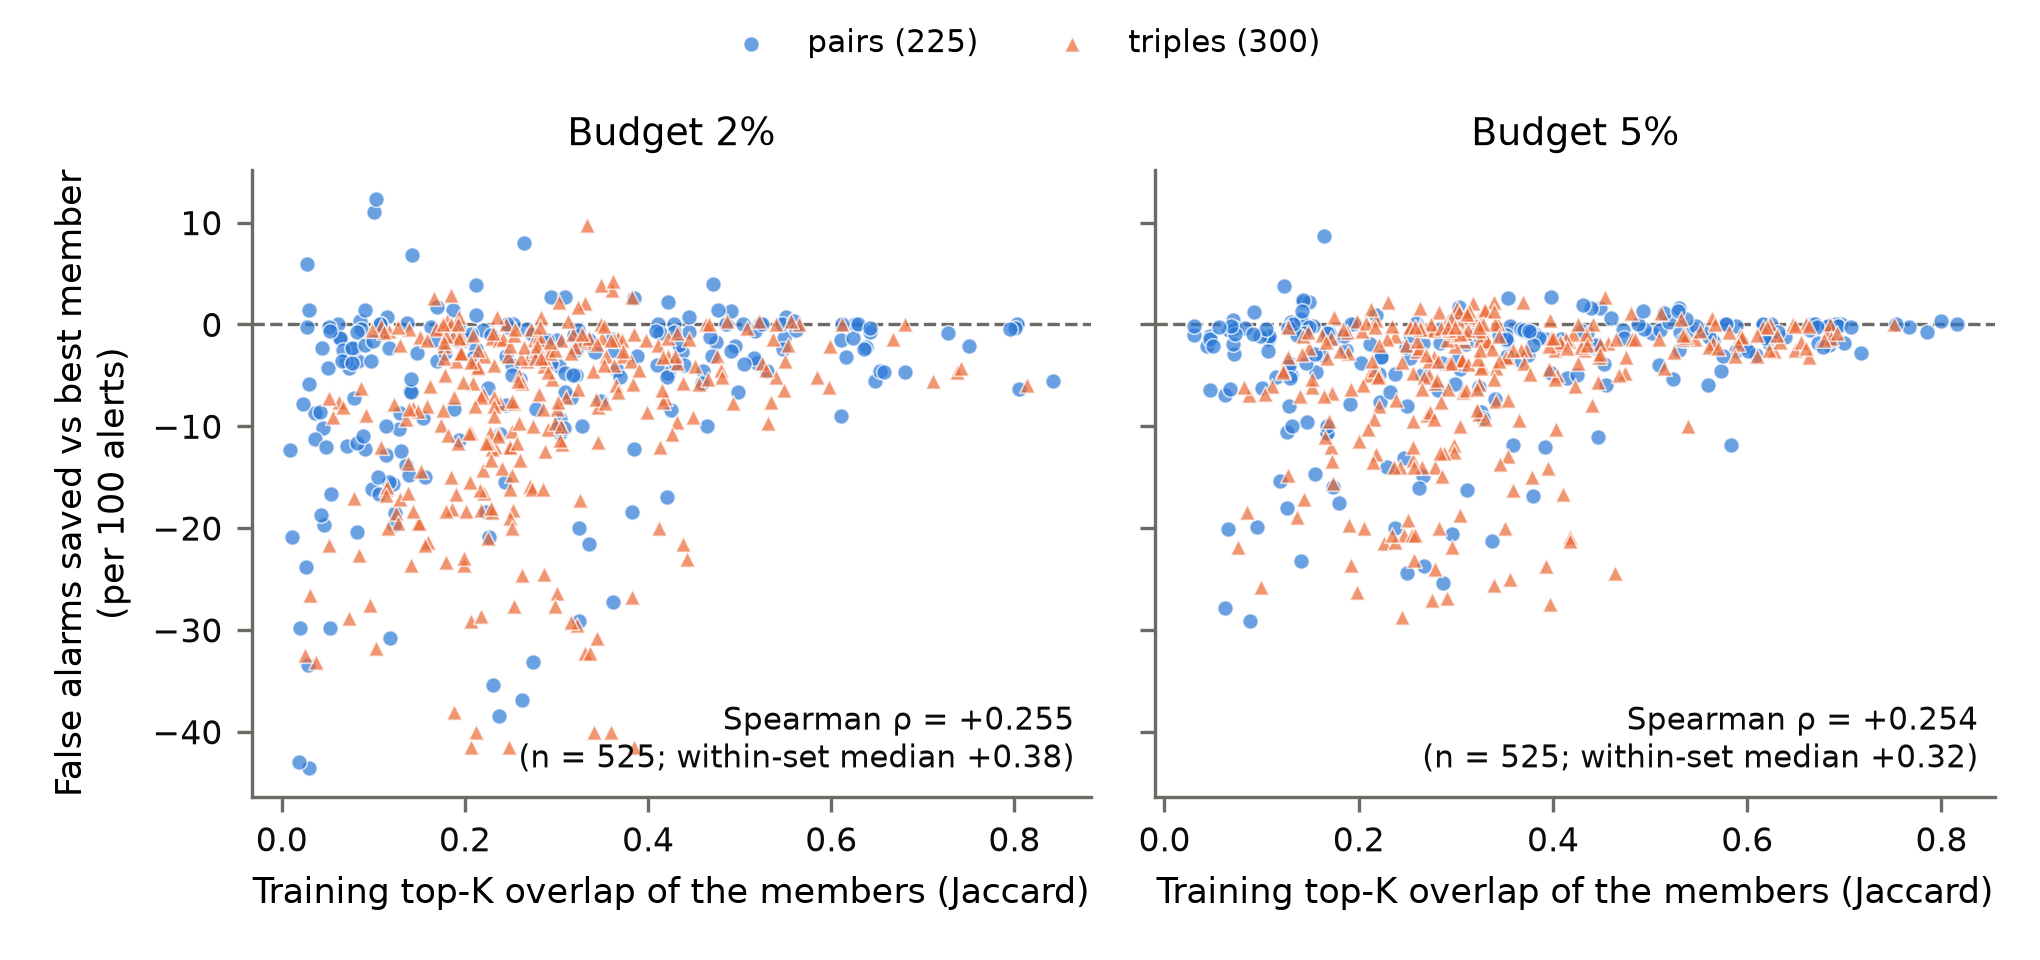 pairs (225)
triples (300)
Budget 2%
Budget 5%
False alarms saved vs best member
(per 100 alerts)
10
0
−10
−20
−30
−40
Spearman ρ = +0.255
(n = 525; within-set median +0.38)
Spearman ρ = +0.254
(n = 525; within-set median +0.32)
0.0 0.2 0.4 0.6 0.8
0.0 0.2 0.4 0.6 0.8
Training top-K overlap of the members (Jaccard)
Training top-K overlap of the members (Jaccard)